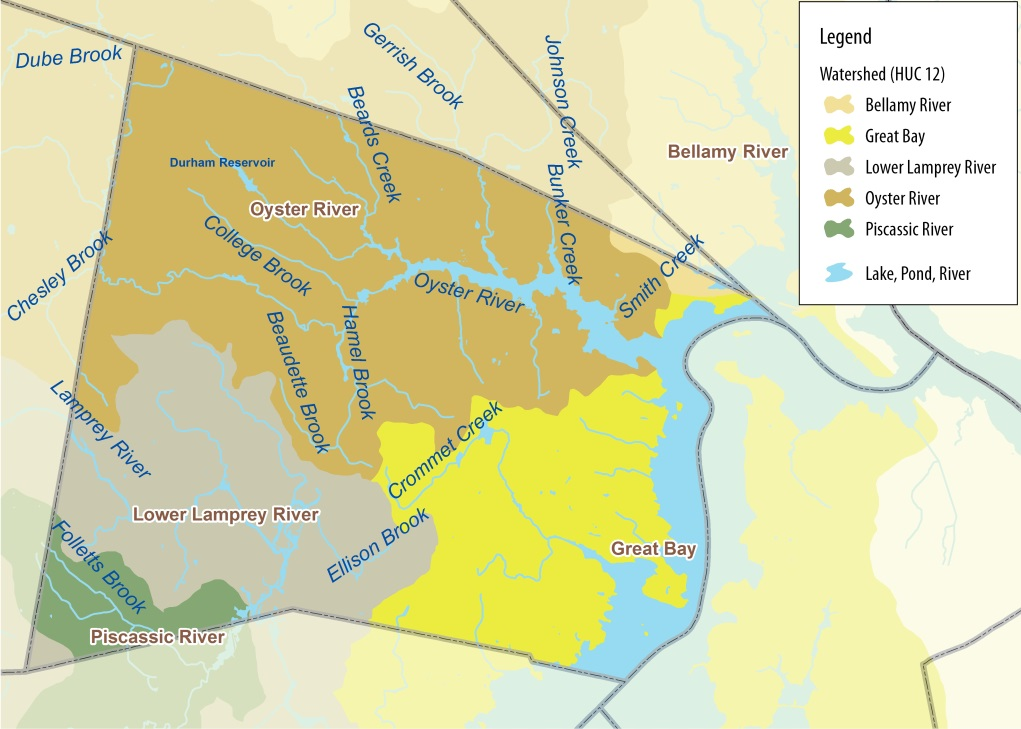 Legend
Watershed (HUC 12)
Bellamy River
Great Bay
Lower Lamprey River
Oyster River
Piscassic River
Lake, Pond, River
Dube Brook
Gerrish Brook
Johnson Creek
Beards Creek
Bellamy River
Durham Reservoir
Oyster River
Bunker Creek
College Brook
Chesley Brook
Smith Creek
Oyster River
Hamel Brook
Beaudette Brook
Lamprey River
Crommet Creek
Lower Lamprey River
Ellison Brook
Great Bay
Folletts Brook
Piscassic River